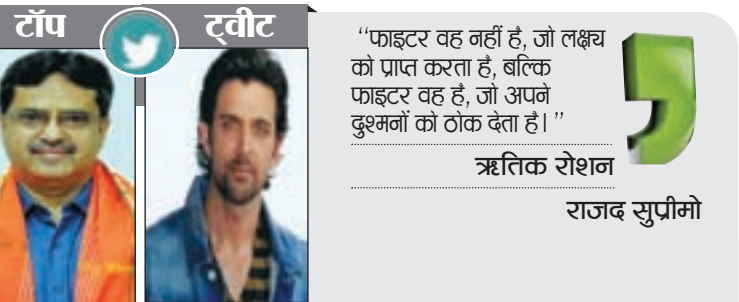 टॉप ट्वीट
“फाइटर वह नहीं है, जो लक्ष्य
को प्राप्त करता है, बल्कि
फाइटर वह है, जो अपने
दुश्मनों को ठोक देता है। ”
ऋतिक रोशन
राजद सुप्रीमो